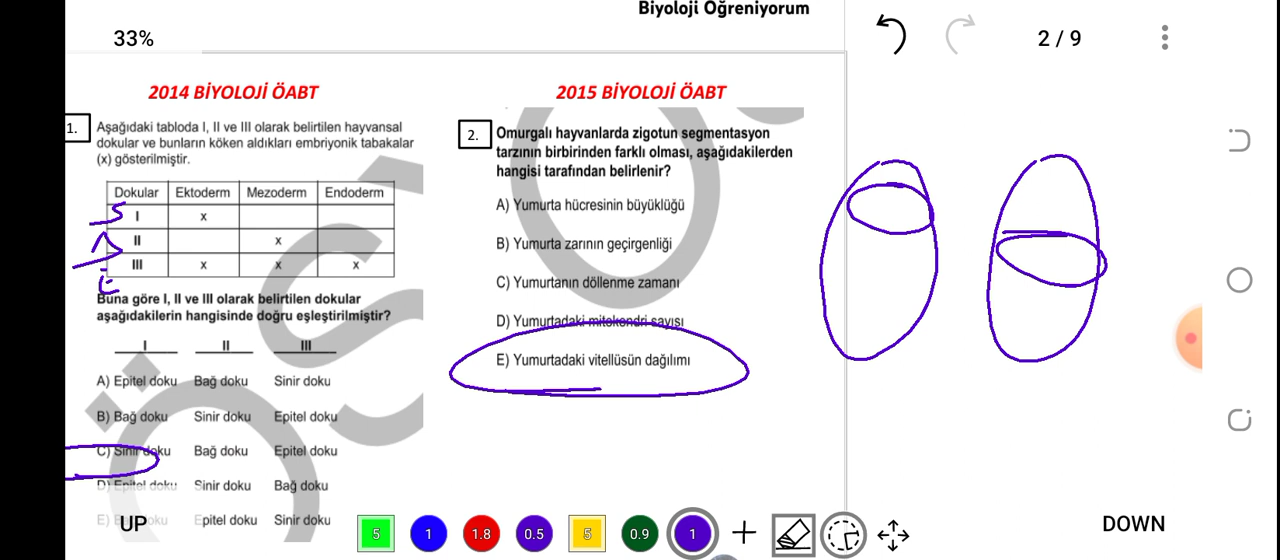 Biyoloji Öğreniyorum
33%
2 / 9
2014 BİYOLOJİ ÖABT
1.
Aşağıdaki tabloda I, II ve III olarak belirtilen hayvansal
dokular ve bunların köken aldıkları embriyonik tabakalar
(x) gösterilmiştir.
Dokular Ektoderm Mezoderm Endoderm
I x
II x
III x x x
Buna göre I, II ve III olarak belirtilen dokular
aşağıdakilerin hangisinde doğru eşleştirilmiştir?
I II III
A) Epitel doku Bağ doku Sinir doku
B) Bağ doku Sinir doku Epitel doku
C) Sinir doku Bağ doku Epitel doku
D) Epitel doku Sinir doku Bağ doku
E) Epitel doku Sinir doku
2015 BİYOLOJİ ÖABT
2.
Omurgalı hayvanlarda zigotun segmentasyon
tarzının birbirinden farklı olması, aşağıdakilerden
hangisi tarafından belirlenir?
A) Yumurta hücresinin büyüklüğü
B) Yumurta zarının geçirgenliği
C) Yumurtanın döllenme zamanı
D) Yumurtadaki mitokondri sayısı
E) Yumurtadaki vitellüsün dağılımı
UP
5 1 1.8 0.5 5 0.9 1
DOWN